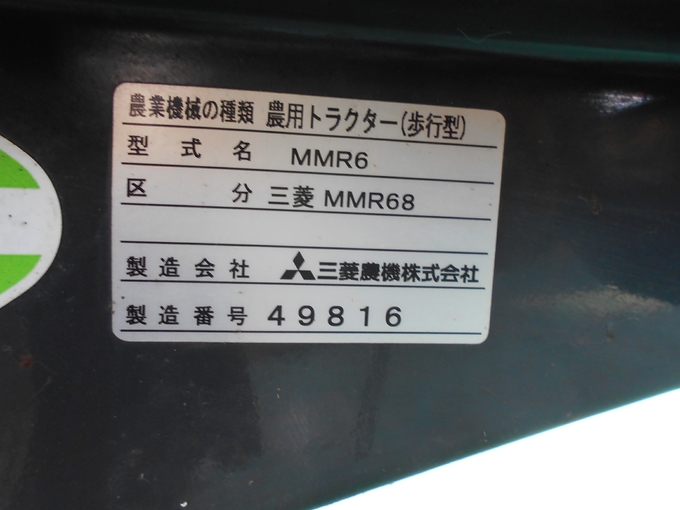 農業機械の種類 農用トラクター(歩行型)
型式名 MMR6
区分 三菱 MMR68
製造会社 三菱農機株式会社
製造番号 49816